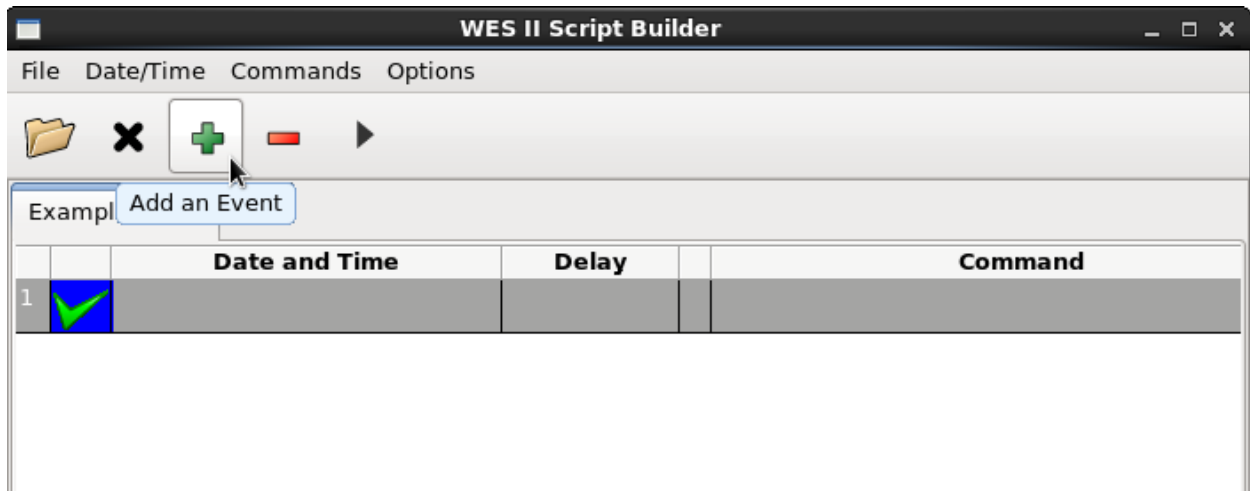 WES II Script Builder
File Date/Time Commands Options
Add an Event
Exampl
Date and Time Delay Command
1